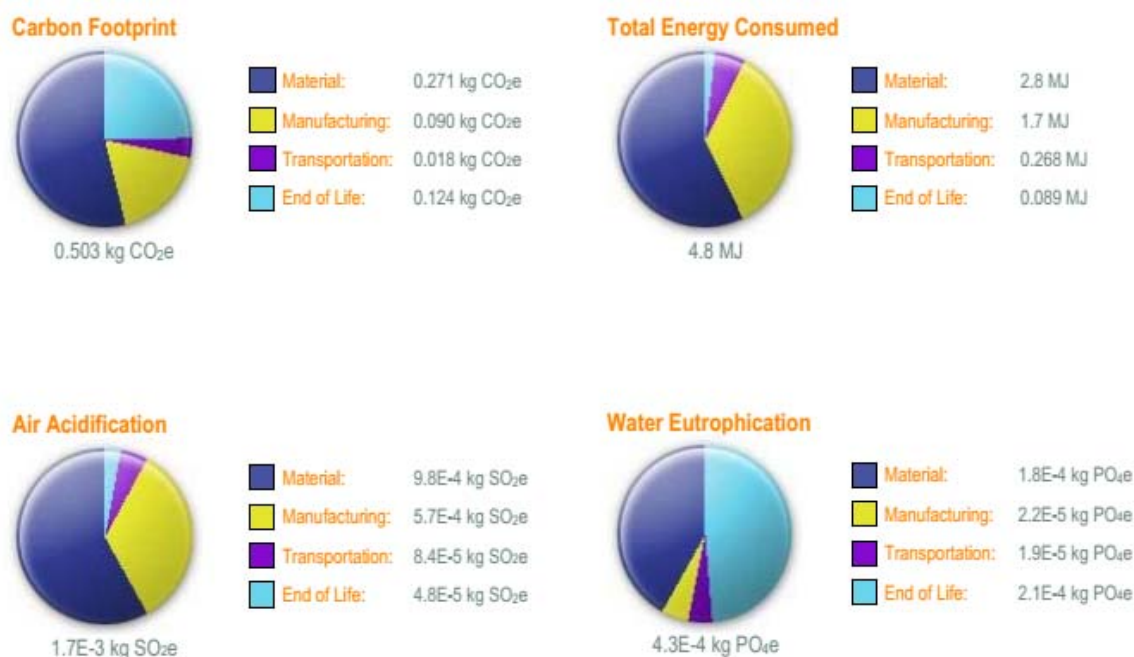 Carbon Footprint
Material: 0.271 kg CO₂e
Manufacturing: 0.090 kg CO₂e
Transportation: 0.018 kg CO₂e
End of Life: 0.124 kg CO₂e
0.503 kg CO₂e
Total Energy Consumed
Material: 2.8 MJ
Manufacturing: 1.7 MJ
Transportation: 0.268 MJ
End of Life: 0.089 MJ
4.8 MJ
Air Acidification
Material: 9.8E-4 kg SO₂e
Manufacturing: 5.7E-4 kg SO₂e
Transportation: 8.4E-5 kg SO₂e
End of Life: 4.8E-5 kg SO₂e
1.7E-3 kg SO₂e
Water Eutrophication
Material: 1.8E-4 kg PO₄e
Manufacturing: 2.2E-5 kg PO₄e
Transportation: 1.9E-5 kg PO₄e
End of Life: 2.1E-4 kg PO₄e
4.3E-4 kg PO₄e